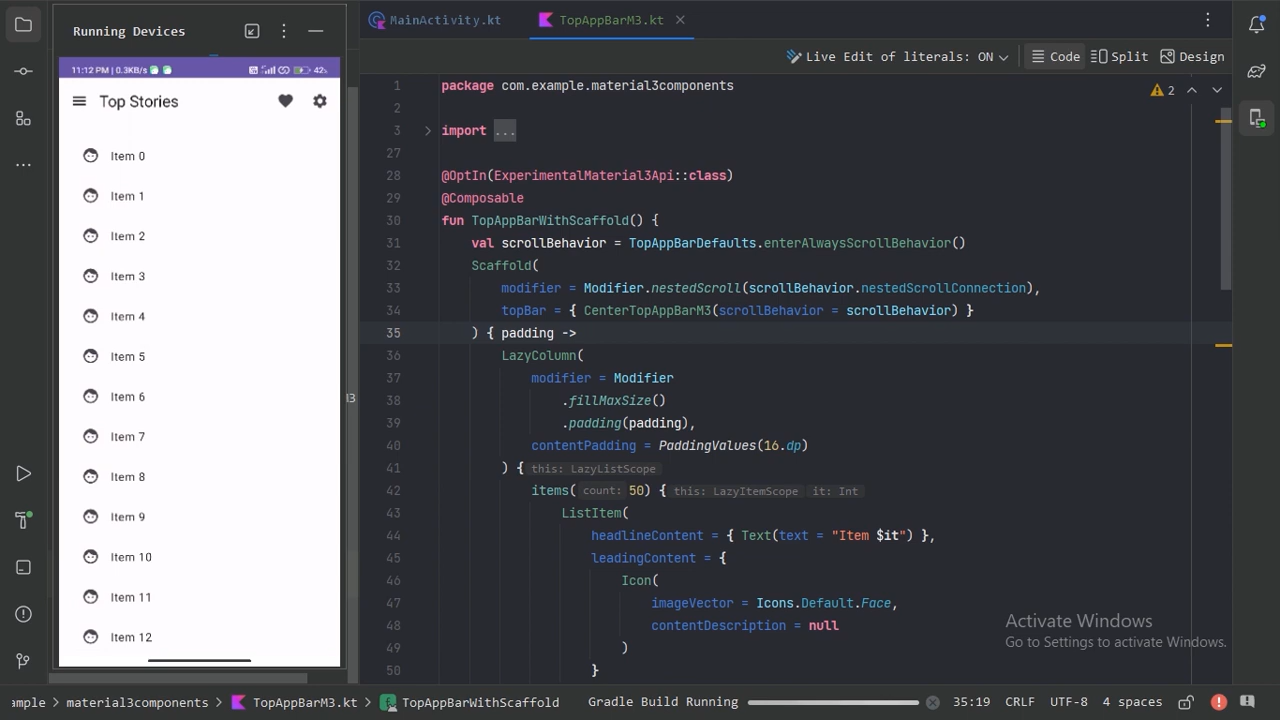 Running Devices
11:12 PM | 0.3KB/s
42%
Top Stories
Item 0
Item 1
Item 2
Item 3
Item 4
Item 5
Item 6
Item 7
Item 8
Item 9
Item 10
Item 11
Item 12
MainActivity.kt
TopAppBarM3.kt
Live Edit of literals: ON
Code
Split
Design
2
1 package com.example.material3components
2
3 import ...
27
28 @OptIn(ExperimentalMaterial3Api::class)
29 @Composable
30 fun TopAppBarWithScaffold() {
31 val scrollBehavior = TopAppBarDefaults.enterAlwaysScrollBehavior()
32 Scaffold(
33 modifier = Modifier.nestedScroll(scrollBehavior.nestedScrollConnection),
34 topBar = { CenterTopAppBarM3(scrollBehavior = scrollBehavior) }
35 ) { padding ->
36 LazyColumn(
37 modifier = Modifier
38 .fillMaxSize()
39 .padding(padding),
40 contentPadding = PaddingValues(16.dp)
41 ) { this: LazyListScope
42 items( count: 50) { this: LazyItemScope it: Int
43 ListItem(
44 headlineContent = { Text(text = "Item $it") },
45 leadingContent = {
46 Icon(
47 imageVector = Icons.Default.Face,
48 contentDescription = null
49 )
50 }
Activate Windows
Go to Settings to activate Windows.
ample > material3components > TopAppBarM3.kt > TopAppBarWithScaffold
Gradle Build Running
35:19 CRLF UTF-8 4 spaces